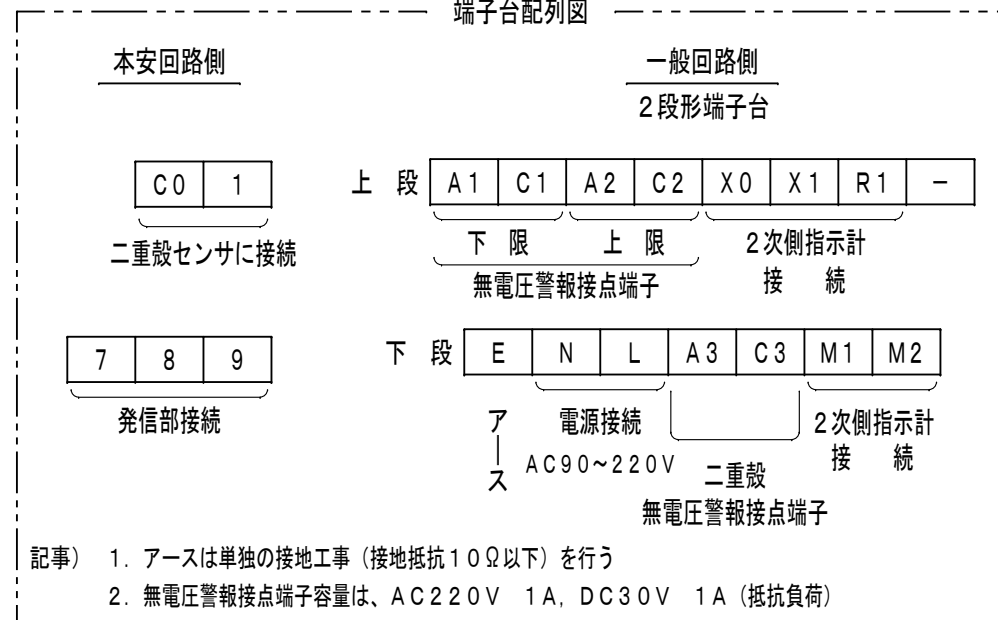 端子台配列図
本安回路側
一般回路側
2段形端子台
C0 1
上 段 A1 C1 A2 C2 X0 X1 R1 −
二重殻センサに接続
下 限 上 限 2次側指示計
接 続
無電圧警報接点端子
7 8 9
下 段 E N L A3 C3 M1 M2
発信部接続
アース
電源接続
AC90~220V
二重殻
無電圧警報接点端子
2次側指示計
接 続
記事) 1. アースは単独の接地工事(接地抵抗10Ω以下)を行う
2. 無電圧警報接点端子容量は、AC220V 1A, DC30V 1A(抵抗負荷)